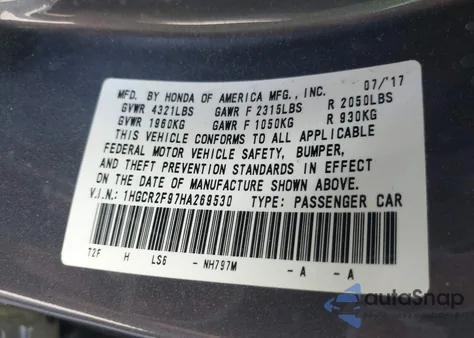 MFD. BY HONDA OF AMERICA MFG., INC. 07/'17
GVWR 4321LBS GAWR F 2315LBS R 2050LBS
GVWR 1960KG GAWR F 1050KG R 930KG
THIS VEHICLE CONFORMS TO ALL APPLICABLE
FEDERAL MOTOR VEHICLE SAFETY, BUMPER,
AND THEFT PREVENTION STANDARDS IN EFFECT
ON THE DATE OF MANUFACTURE SHOWN ABOVE.
V.I.N.: 1HGCR2F97HA269530 TYPE: PASSENGER CAR
T2F H LS6 - NH797M - A - A
autoSnap